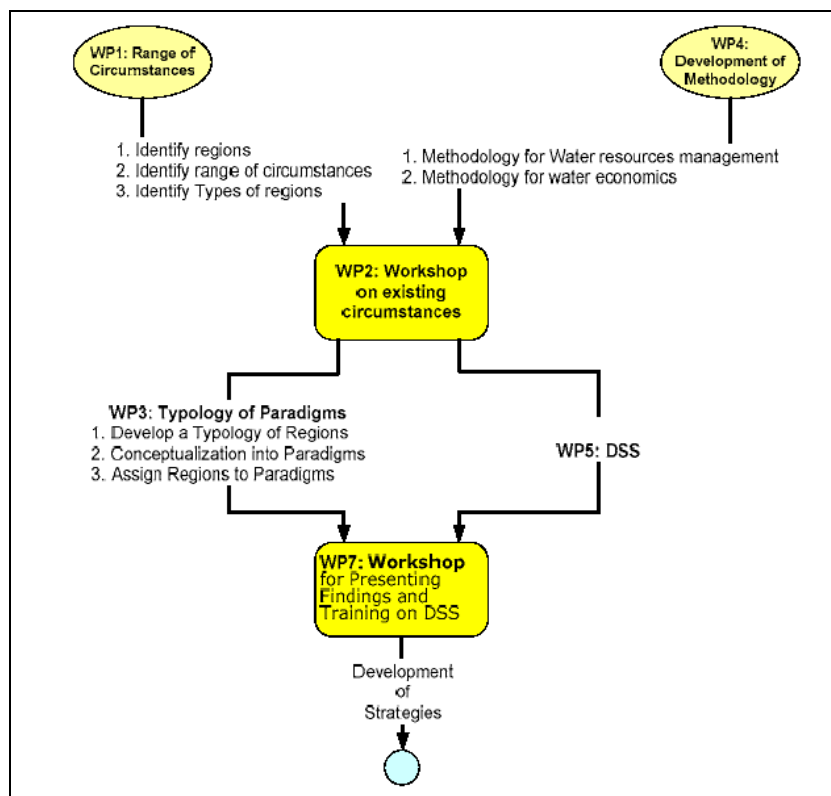 WP1: Range of
Circumstances
WP4:
Development of
Methodology
1. Identify regions
2. Identify range of circumstances
3. Identify Types of regions
1. Methodology for Water resources management
2. Methodology for water economics
WP2: Workshop
on existing
circumstances
WP3: Typology of Paradigms
1. Develop a Typology of Regions
2. Conceptualization into Paradigms
3. Assign Regions to Paradigms
WP5: DSS
WP7: Workshop
for Presenting
Findings and
Training on DSS
Development
of
Strategies